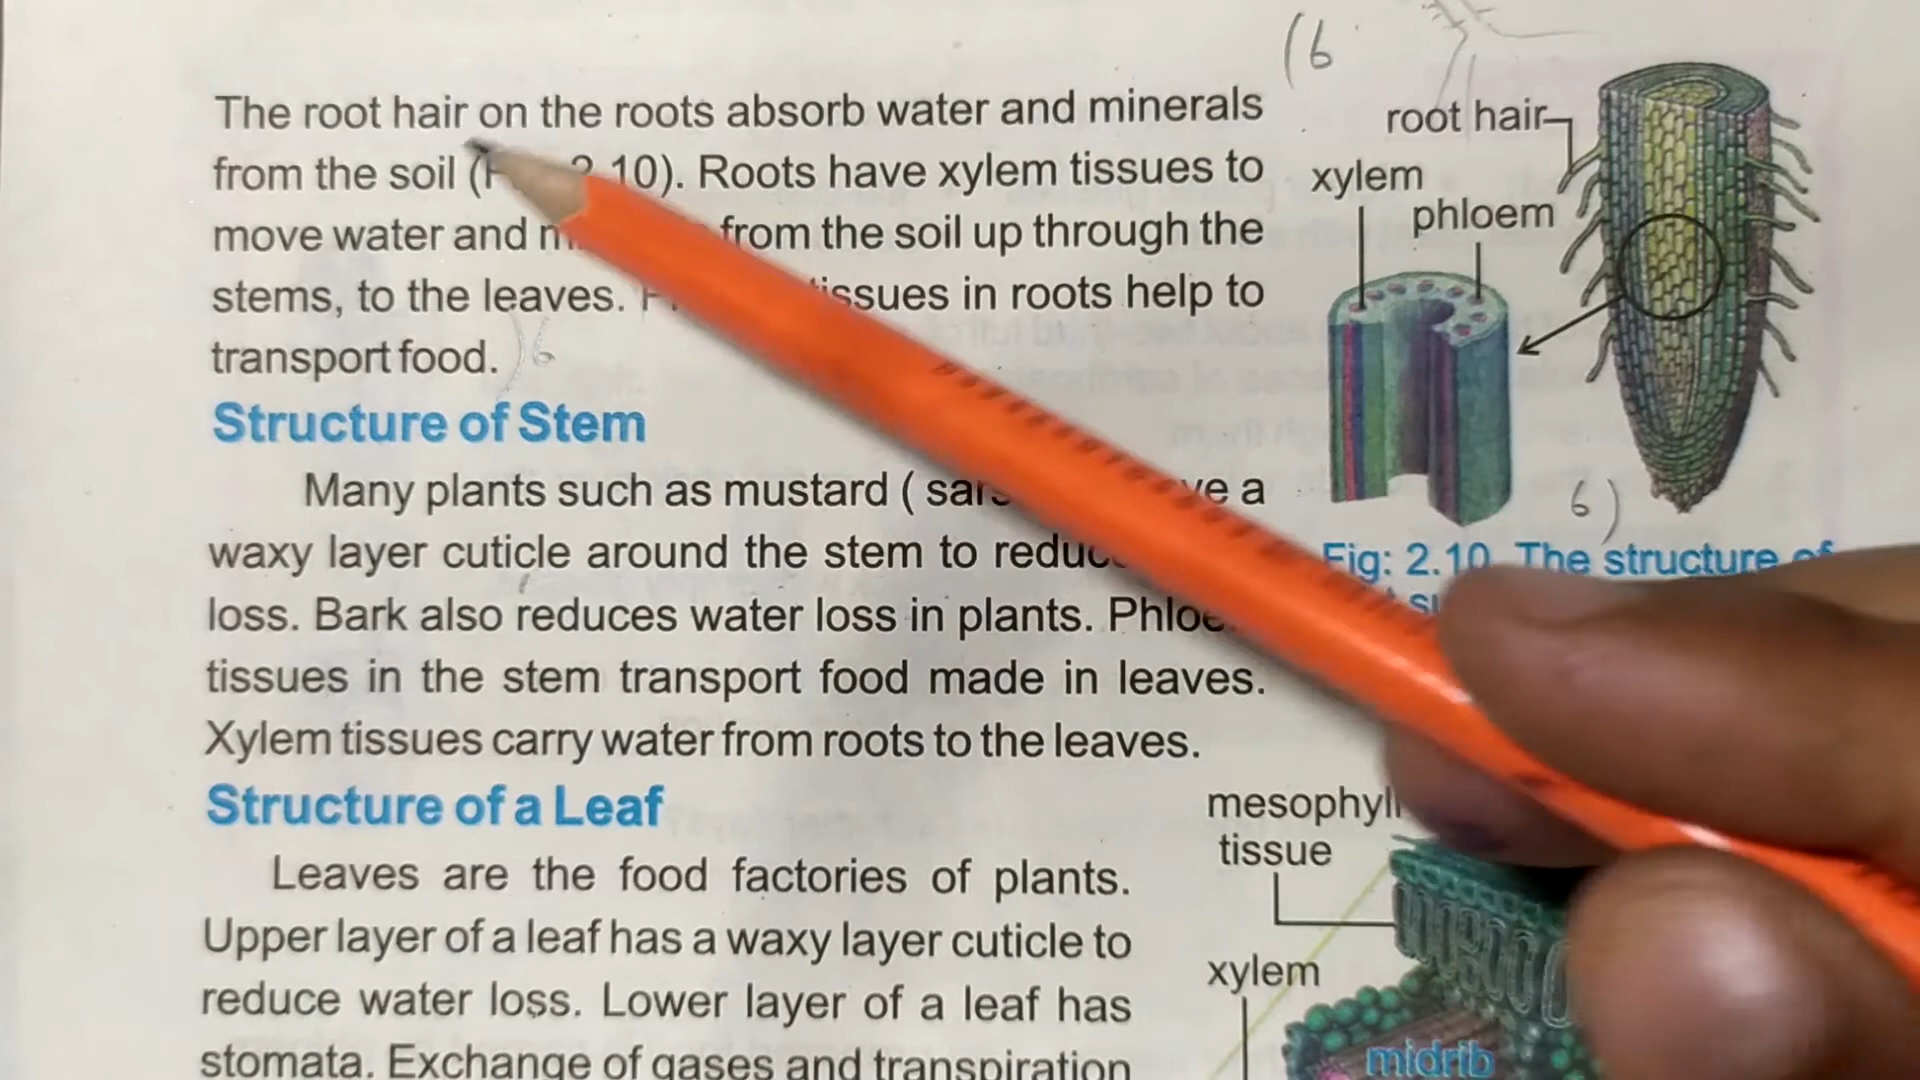 (6
The root hair on the roots absorb water and minerals
from the soil ( 2.10). Roots have xylem tissues to
move water and from the soil up through the
stems, to the leaves. tissues in roots help to
transport food. )6
root hair
xylem
phloem
6)
Fig: 2.10 The structure of
Structure of Stem
Many plants such as mustard ( a
waxy layer cuticle around the stem to
loss. Bark also reduces water loss in plants.
tissues in the stem transport food made in leaves.
Xylem tissues carry water from roots to the leaves.
Structure of a Leaf
Leaves are the food factories of plants.
Upper layer of a leaf has a waxy layer cuticle to
reduce water loss. Lower layer of a leaf has
stomata. Exchange of gases and transpiration
mesophyll
tissue
xylem
midrib